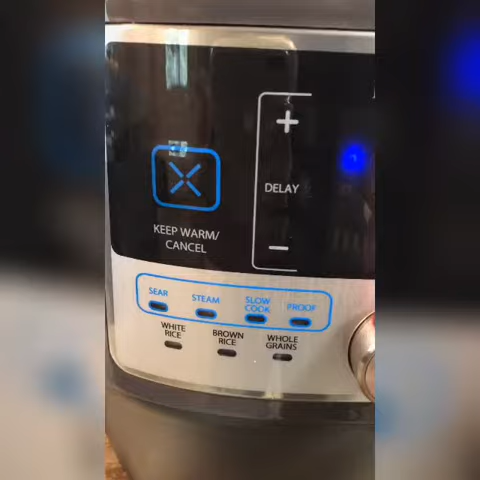 +
DELAY
−
KEEP WARM/
CANCEL
SEAR
STEAM
SLOW
COOK
PROOF
WHITE
RICE
BROWN
RICE
WHOLE
GRAINS